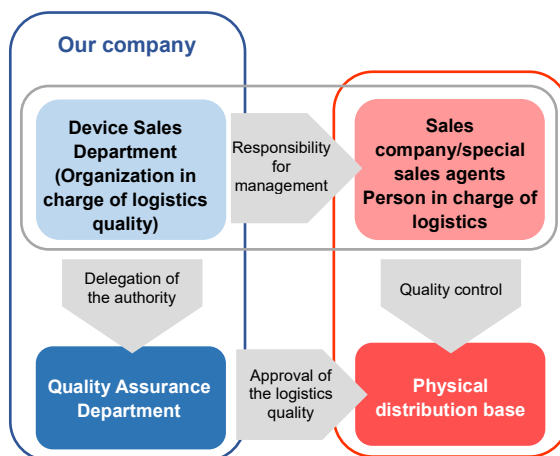 Our company
Device Sales
Department
(Organization in
charge of logistics
quality)
Responsibility
for
management
Sales
company/special
sales agents
Person in charge of
logistics
Delegation of
the authority
Quality control
Quality Assurance
Department
Approval of
the logistics
quality
Physical
distribution base